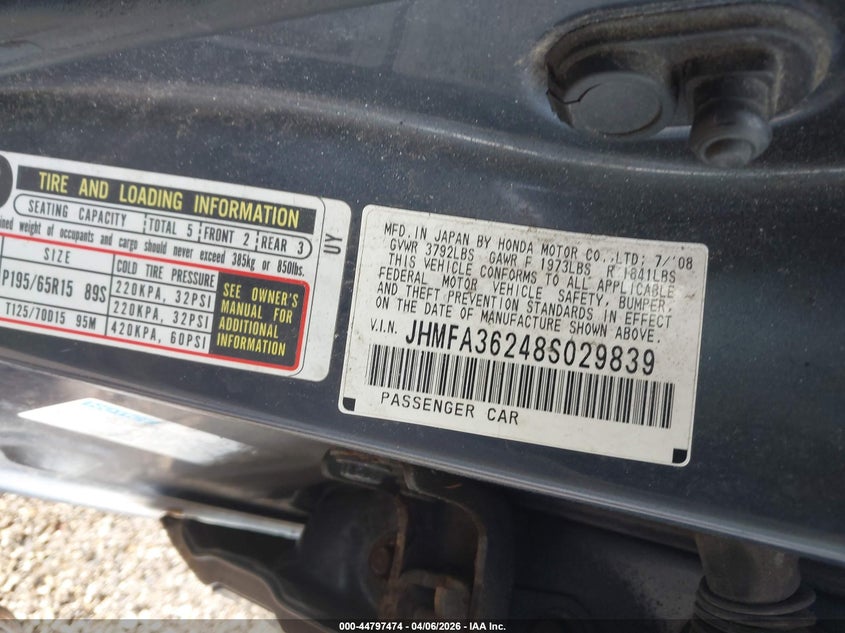 TIRE AND LOADING INFORMATION
SEATING CAPACITY TOTAL 5 FRONT 2 REAR 3
weight of occupants and cargo should never exceed 385kg or 850lbs.
SIZE COLD TIRE PRESSURE
P195/65R15 89S 220KPA, 32PSI
220KPA, 32PSI
T125/70D15 95M 420KPA, 60PSI
SEE OWNER'S
MANUAL FOR
ADDITIONAL
INFORMATION
UY
MFD. IN JAPAN BY HONDA MOTOR CO., LTD: 7/'08
GVWR 3792LBS GAWR F 1973LBS R 1841LBS
THIS VEHICLE CONFORMS TO ALL APPLICABLE
FEDERAL MOTOR VEHICLE SAFETY, BUMPER,
AND THEFT PREVENTION STANDARDS IN EFFECT
ON THE DATE OF MANUFACTURE SHOWN ABOVE.
V.I.N. JHMFA36248S029839
PASSENGER CAR
000-44797474 - 04/06/2026 - IAA Inc.